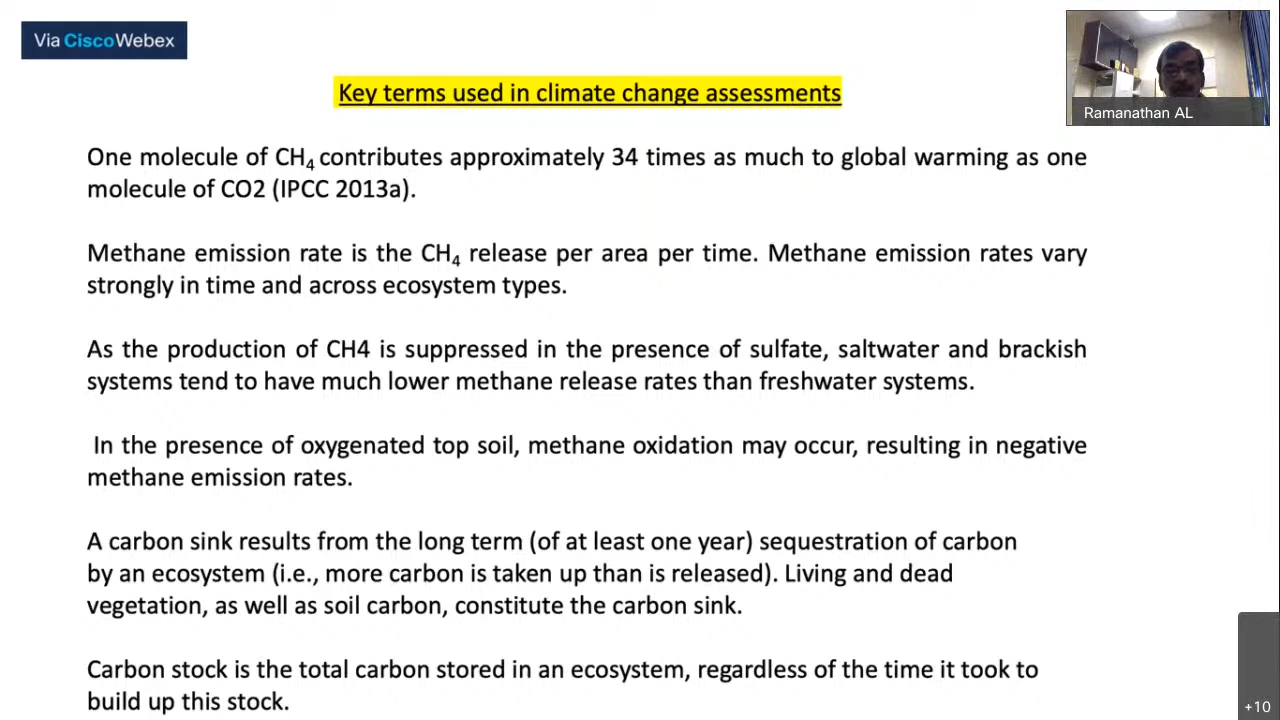 Via CiscoWebex
Ramanathan AL
Key terms used in climate change assessments
One molecule of CH₄ contributes approximately 34 times as much to global warming as one
molecule of CO2 (IPCC 2013a).
Methane emission rate is the CH₄ release per area per time. Methane emission rates vary
strongly in time and across ecosystem types.
As the production of CH4 is suppressed in the presence of sulfate, saltwater and brackish
systems tend to have much lower methane release rates than freshwater systems.
In the presence of oxygenated top soil, methane oxidation may occur, resulting in negative
methane emission rates.
A carbon sink results from the long term (of at least one year) sequestration of carbon
by an ecosystem (i.e., more carbon is taken up than is released). Living and dead
vegetation, as well as soil carbon, constitute the carbon sink.
Carbon stock is the total carbon stored in an ecosystem, regardless of the time it took to
build up this stock.
+10